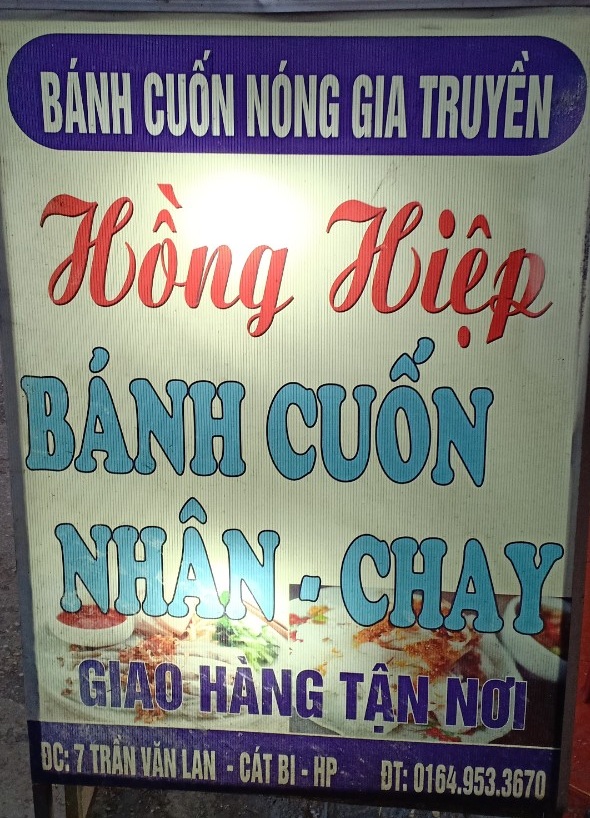 BÁNH CUỐN NÓNG GIA TRUYỀN
Hồng Hiệp
BÁNH CUỐN
NHÂN - CHAY
GIAO HÀNG TẬN NƠI
ĐC: 7 TRẦN VĂN LAN - CÁT BI - HP ĐT: 0164.953.3670